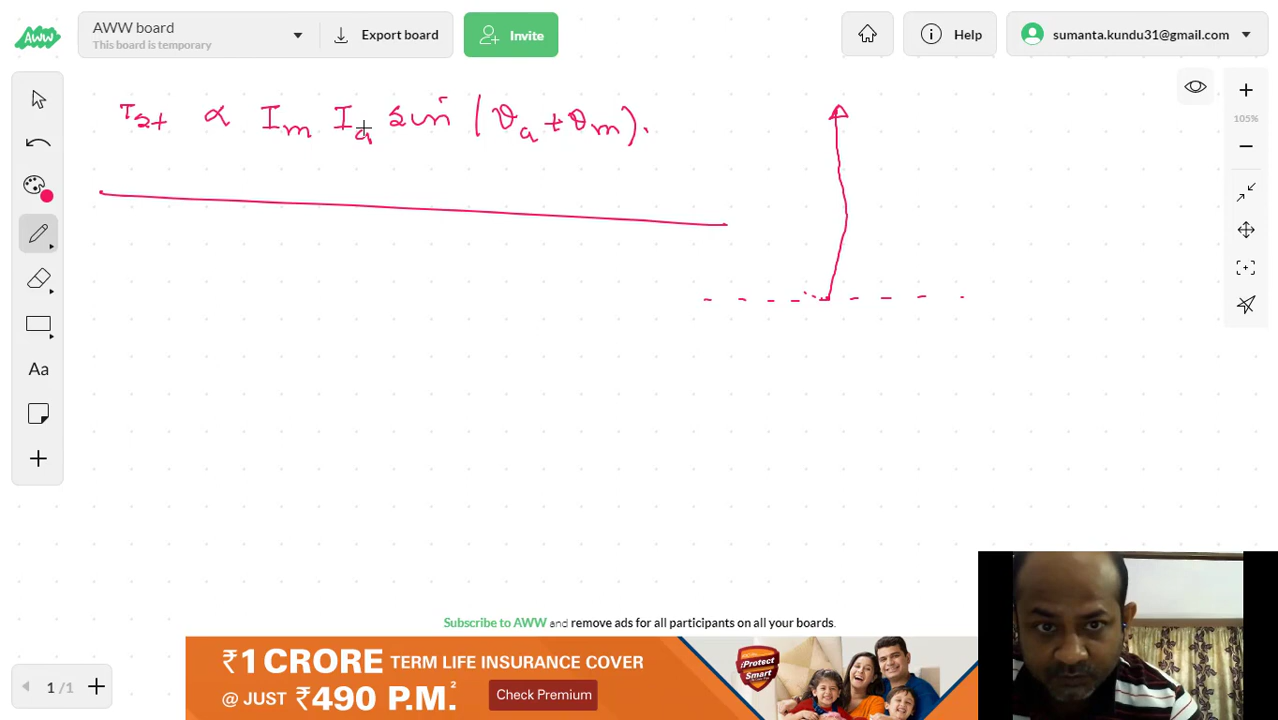 AWW board
This board is temporary
Export board
Invite
Help
sumanta.kundu31@gmail.com
AWW
τst ∝ Im Ia sin (θa + θm).
105%
Aa
Subscribe to AWW and remove ads for all participants on all your boards.
₹1 CRORE TERM LIFE INSURANCE COVER
@ JUST ₹490 P.M.²
Check Premium
iProtect
Smart
1 /1